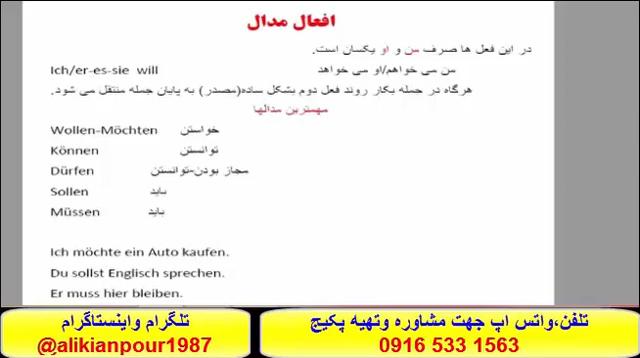 افعال مدال
در این فعل ها صرف من و او یکسان است.
Ich/er-es-sie will من می خواهم/او می خواهد
هرگاه در جمله بکار روند فعل دوم بشکل ساده(مصدر) به پایان جمله منتقل می شود.
مهمترین مدالها
Wollen-Möchten خواستن
Können توانستن
Dürfen مجاز بودن-توانستن
Sollen باید
Müssen باید
Ich möchte ein Auto kaufen.
Du sollst Englisch sprechen.
Er muss hier bleiben.
تلگرام واینستاگرام
@alikianpour1987
تلفن،واتس اپ جهت مشاوره وتهیه پکیج
0916 533 1563